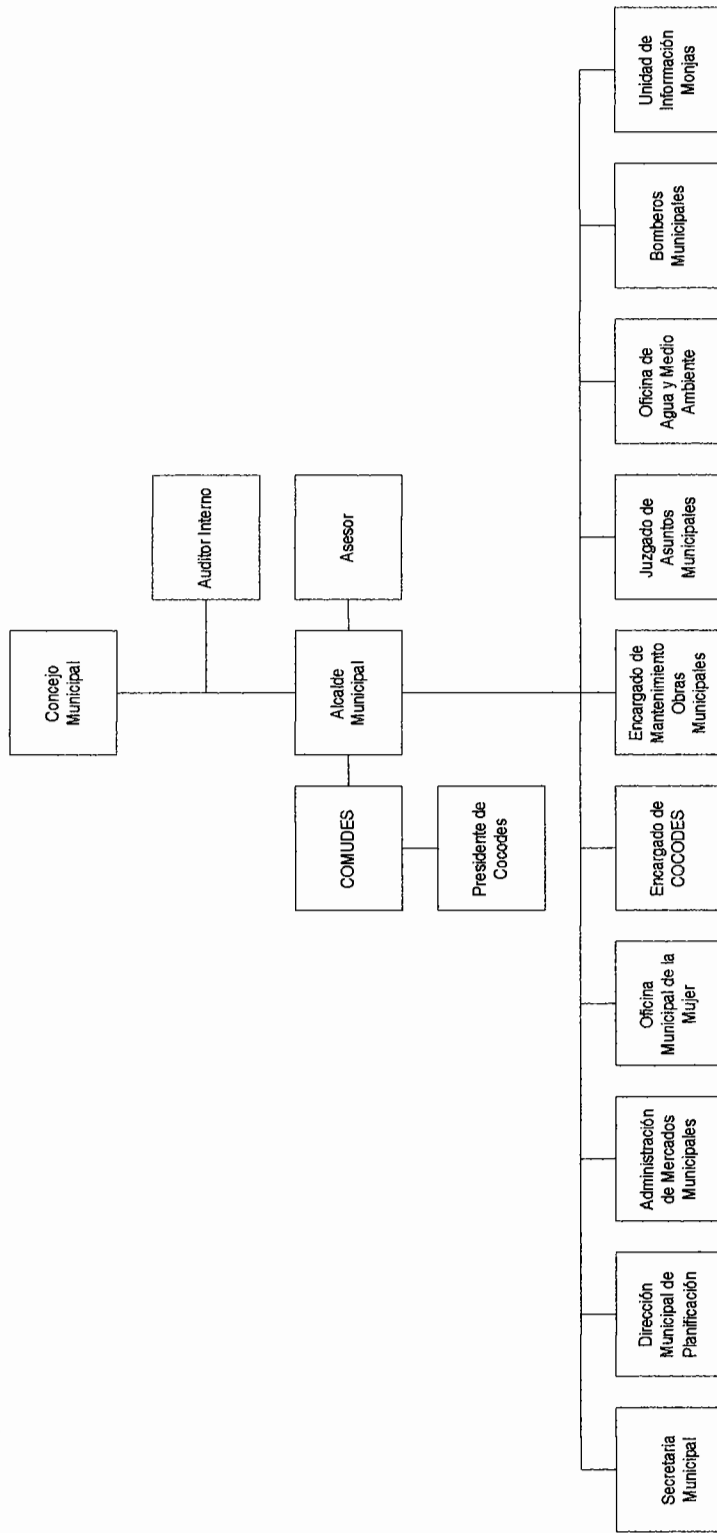 Concejo
Municipal
Auditor Interno
COMUDES
Alcalde
Municipal
Asesor
Presidente de
Cocodes
Secretaria
Municipal
Dirección
Municipal de
Planificación
Administración
de Mercados
Municipales
Oficina
Municipal de la
Mujer
Encargado de
COCODES
Encargado de
Mantenimiento
Obras
Municipales
Juzgado de
Asuntos
Municipales
Oficina de
Agua y Medio
Ambiente
Bomberos
Municipales
Unidad de
Información
Monjas